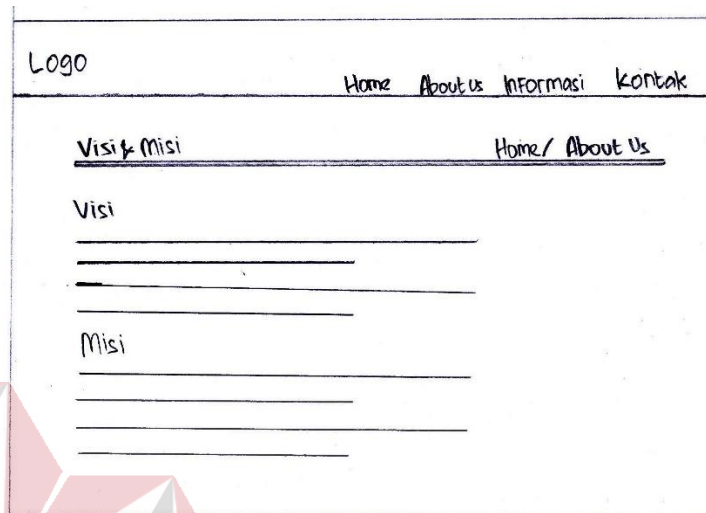 Logo
Home About us Informasi Kontak
Visi & Misi Home / About Us
Visi
Misi